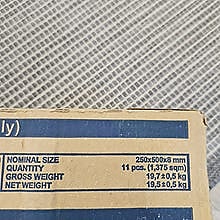 ly)
NOMINAL SIZE 250x500x8 mm
QUANTITY 11 pcs. (1,375 sqm)
GROSS WEIGHT 19,7±0,5 kg
NET WEIGHT 19,5±0,5 kg